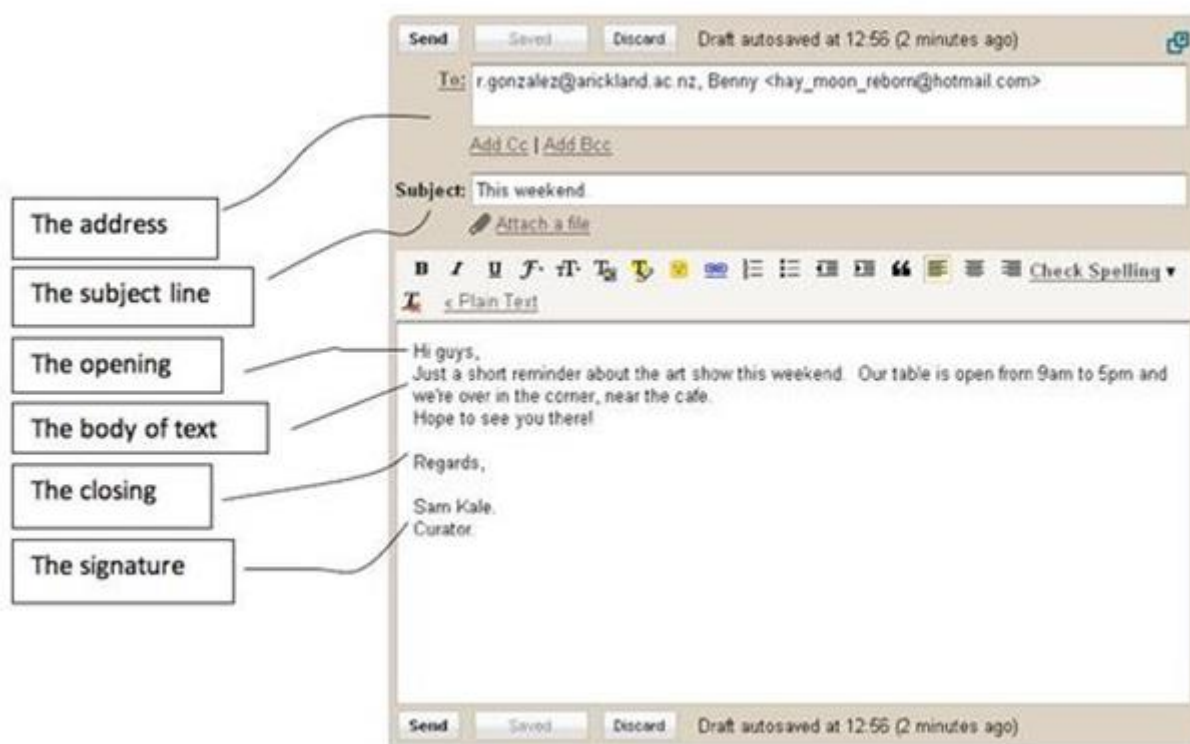 Send Saved Discard Draft autosaved at 12:56 (2 minutes ago)
To: r.gonzalez@arickland.ac.nz, Benny <hay_moon_reborn@hotmail.com>
Add Cc | Add Bcc
Subject: This weekend.
Attach a file
B I U Check Spelling
« Plain Text
The address
The subject line
The opening
The body of text
The closing
The signature
Hi guys,
Just a short reminder about the art show this weekend. Our table is open from 9am to 5pm and
we're over in the corner, near the cafe.
Hope to see you there!
Regards,
Sam Kale.
Curator.
Send Saved Discard Draft autosaved at 12:56 (2 minutes ago)